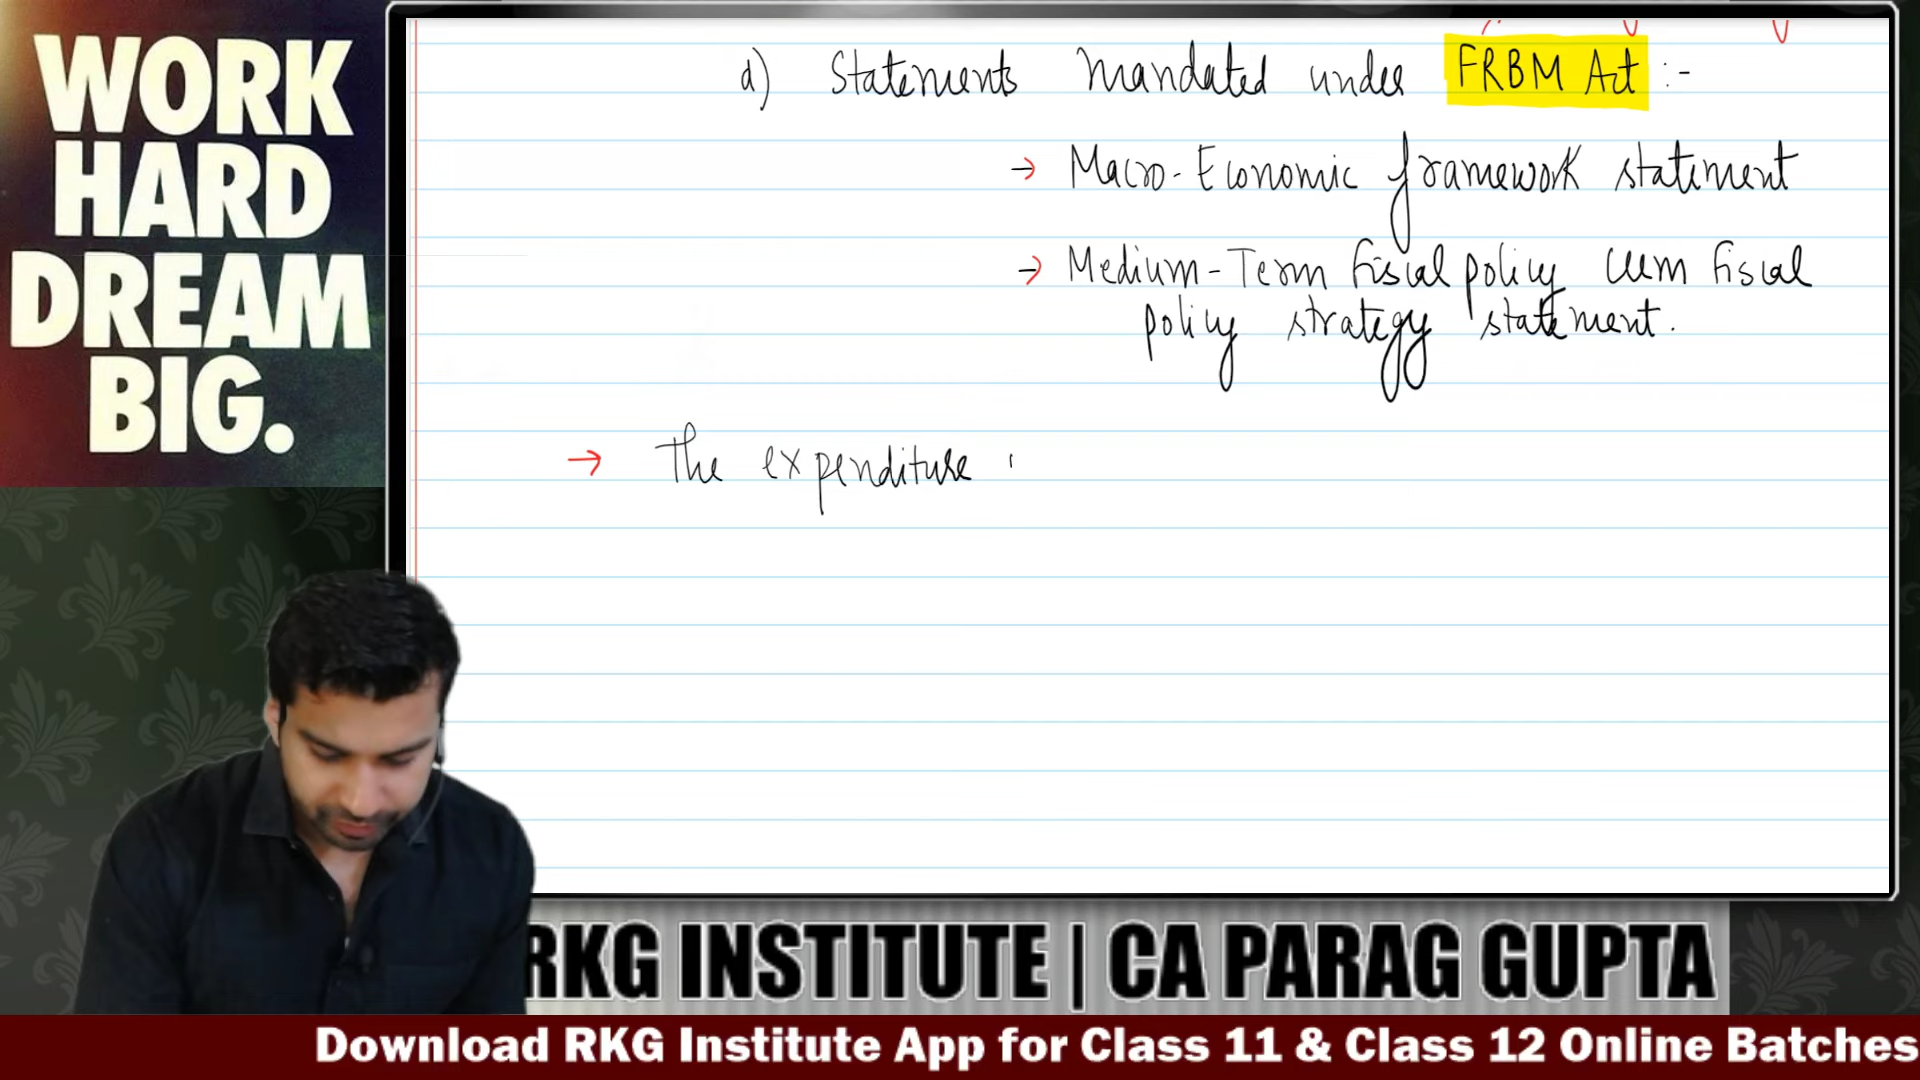 WORK
HARD
DREAM
BIG.
d) Statements mandated under FRBM Act :-
→ Macro-Economic framework statement
→ Medium-Term fiscal policy cum fiscal
policy strategy statement.
→ The expenditure
RKG INSTITUTE | CA PARAG GUPTA
Download RKG Institute App for Class 11 & Class 12 Online Batches